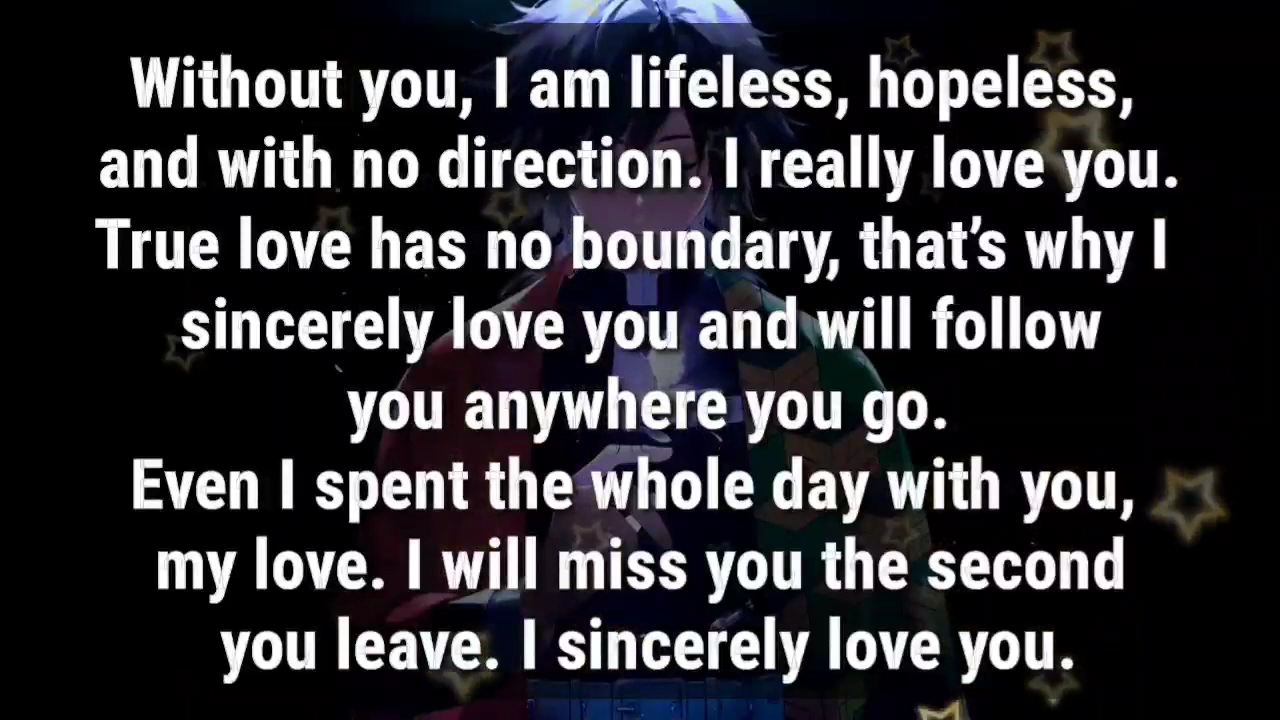 Without you, I am lifeless, hopeless,
and with no direction. I really love you.
True love has no boundary, that’s why I
sincerely love you and will follow
you anywhere you go.
Even I spent the whole day with you,
my love. I will miss you the second
you leave. I sincerely love you.